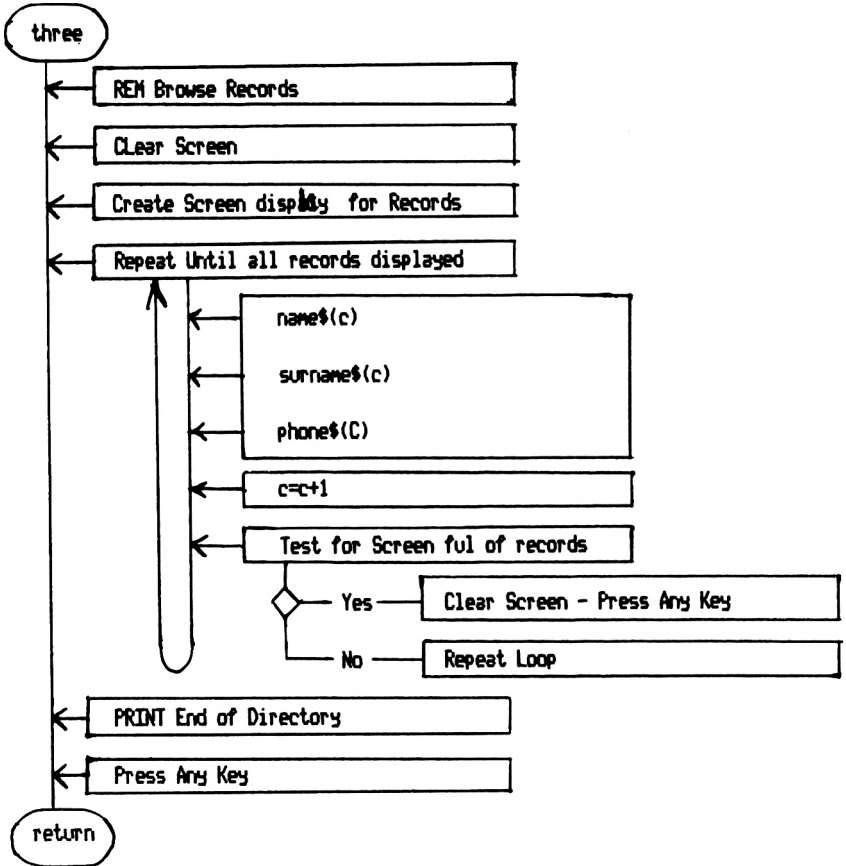 three
REM Browse Records
CLear Screen
Create Screen display for Records
Repeat Until all records displayed
name$(c)
surname$(c)
phone$(C)
c=c+1
Test for Screen ful of records
Yes
Clear Screen - Press Any Key
No
Repeat Loop
PRINT End of Directory
Press Any Key
return